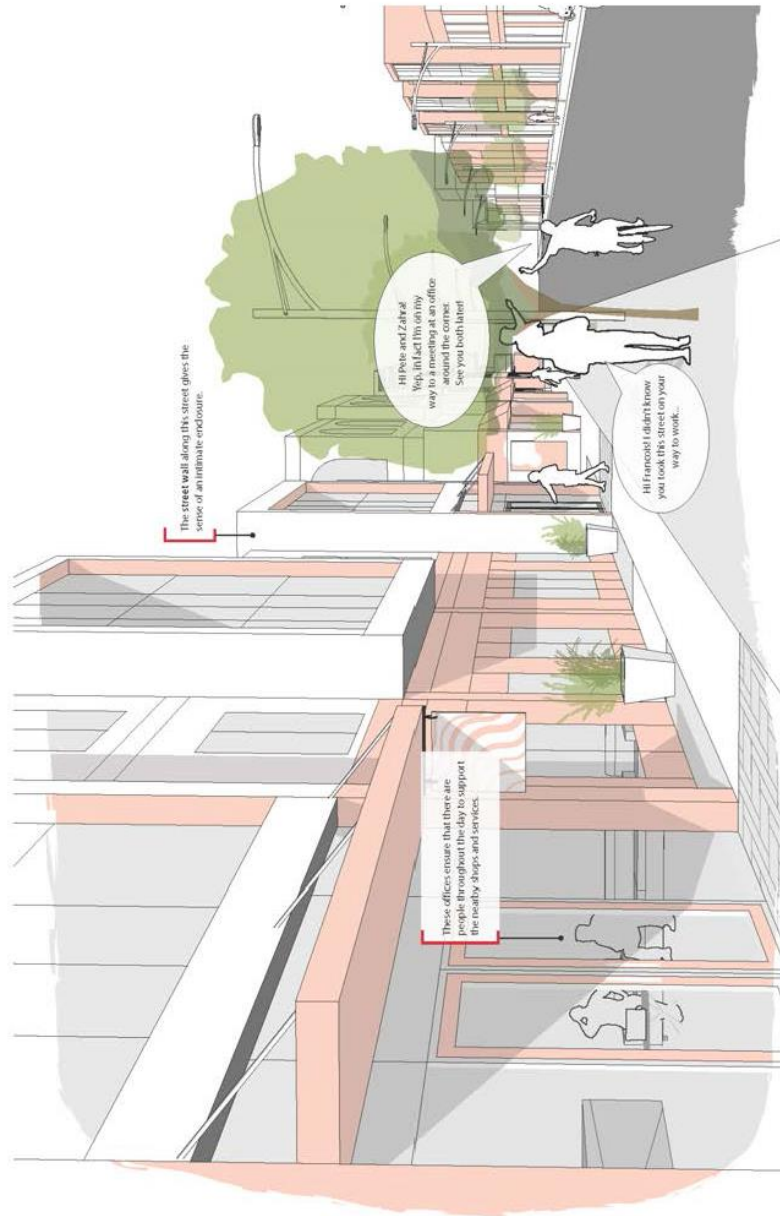 The street wall along this street gives the
sense of an intimate enclosure.
These offices ensure that there are
people throughout the day to support
the nearby shops and services.
Hi Pete and Zahra!
Yep, in fact I'm on my
way to a meeting at an office
around the corner.
See you both later!
Hi Francois! I didn't know
you took this street on your
way to work...